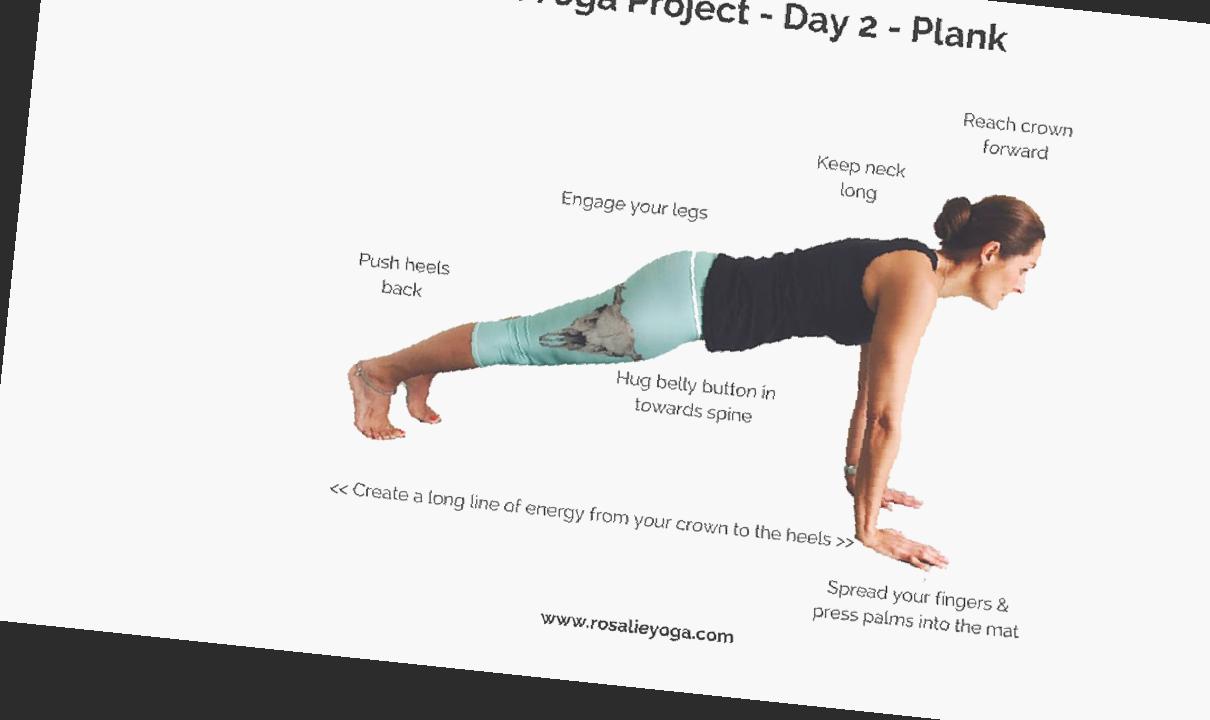 Yoga Project - Day 2 - Plank
Reach crown
forward
Keep neck
long
Engage your legs
Push heels
back
Hug belly button in
towards spine
<< Create a long line of energy from your crown to the heels >>
Spread your fingers &
press palms into the mat
www.rosalieyoga.com